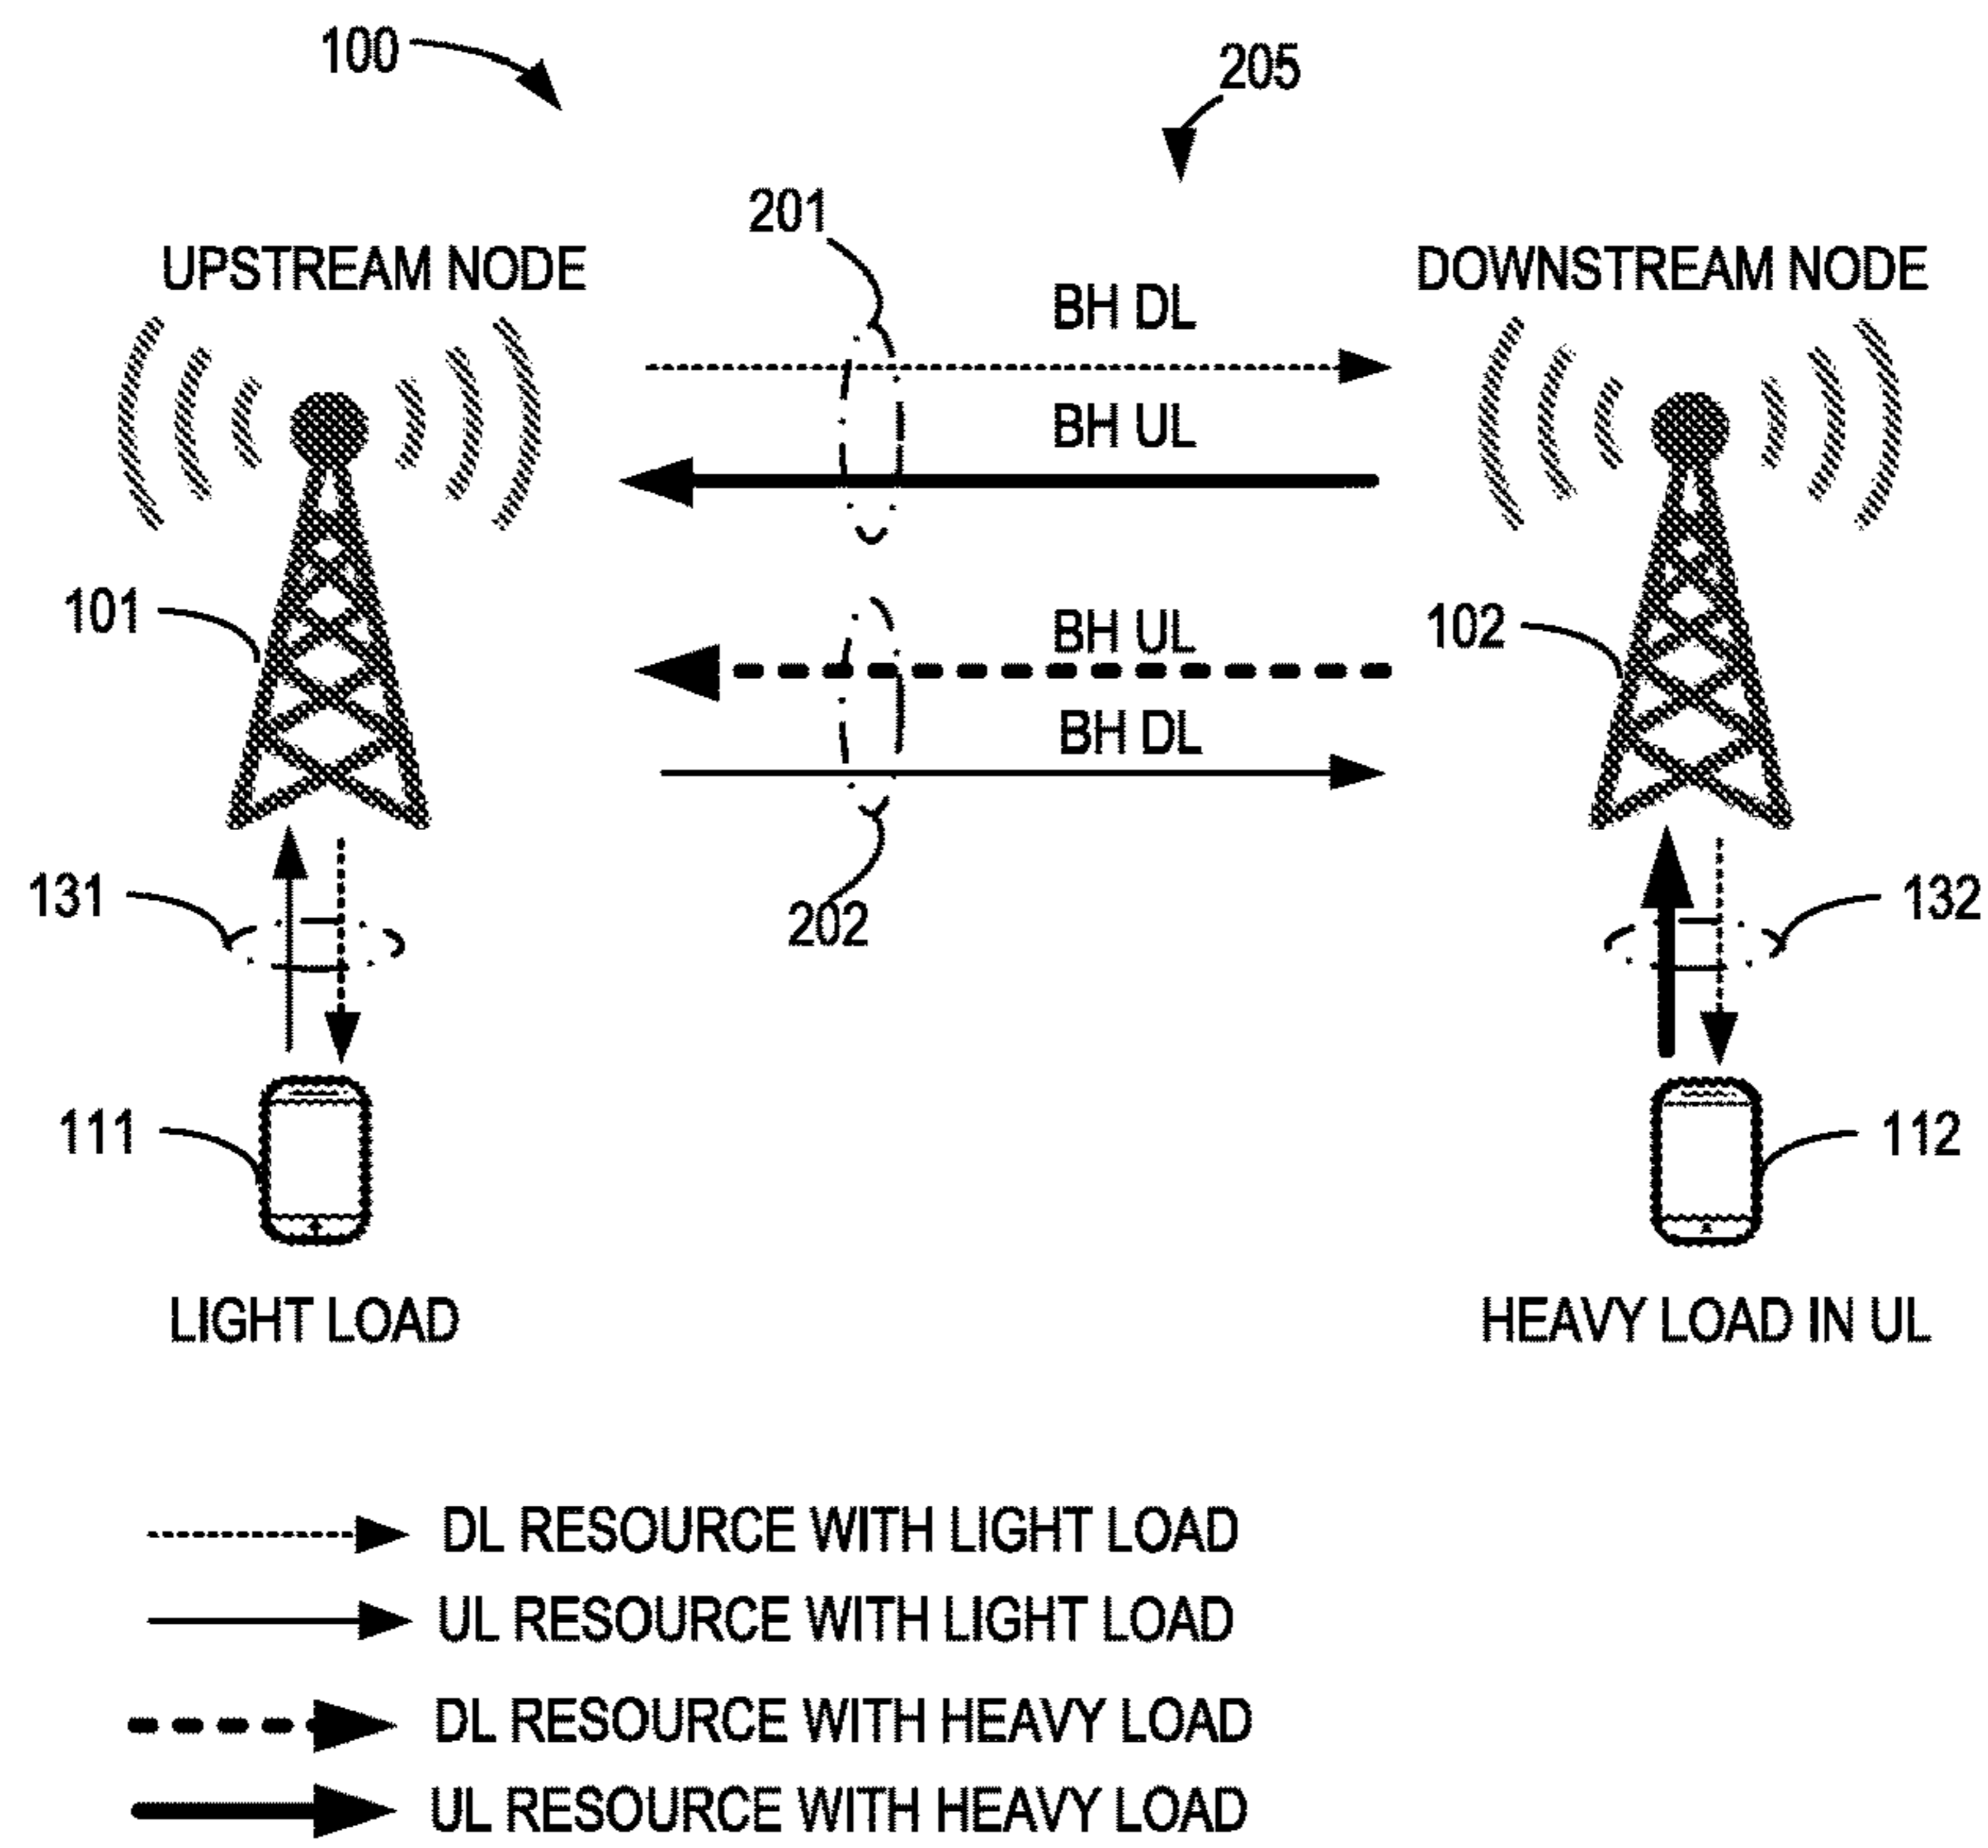 100
205
201
UPSTREAM NODE
DOWNSTREAM NODE
BH DL
BH UL
101
102
BH UL
BH DL
131
202
132
111
112
LIGHT LOAD
HEAVY LOAD IN UL
DL RESOURCE WITH LIGHT LOAD
UL RESOURCE WITH LIGHT LOAD
DL RESOURCE WITH HEAVY LOAD
UL RESOURCE WITH HEAVY LOAD